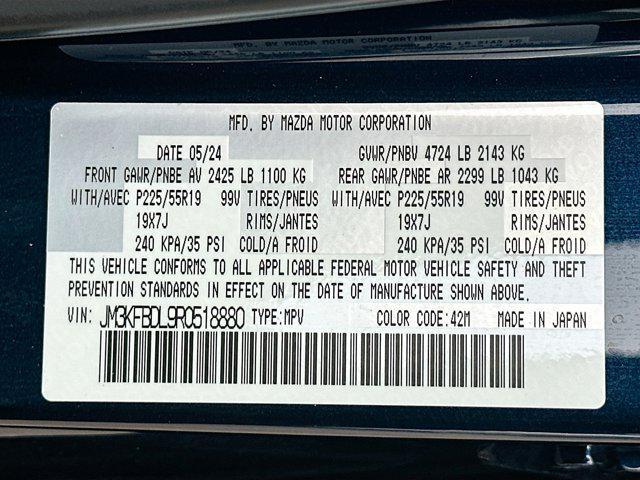 MFD. BY MAZDA MOTOR CORPORATION
DATE 05/24 GVWR/PNBV 4724 LB 2143 KG
FRONT GAWR/PNBE AV 2425 LB 1100 KG REAR GAWR/PNBE AR 2299 LB 1043 KG
WITH/AVEC P225/55R19 99V TIRES/PNEUS WITH/AVEC P225/55R19 99V TIRES/PNEUS
19X7J RIMS/JANTES 19X7J RIMS/JANTES
240 KPA/35 PSI COLD/A FROID 240 KPA/35 PSI COLD/A FROID
THIS VEHICLE CONFORMS TO ALL APPLICABLE FEDERAL MOTOR VEHICLE SAFETY AND THEFT
PREVENTION STANDARDS IN EFFECT ON THE DATE OF MANUFACTURE SHOWN ABOVE.
VIN: JM3KFBDL9R0518880 TYPE:MPV COLOR CODE:42M MADE IN JAPAN